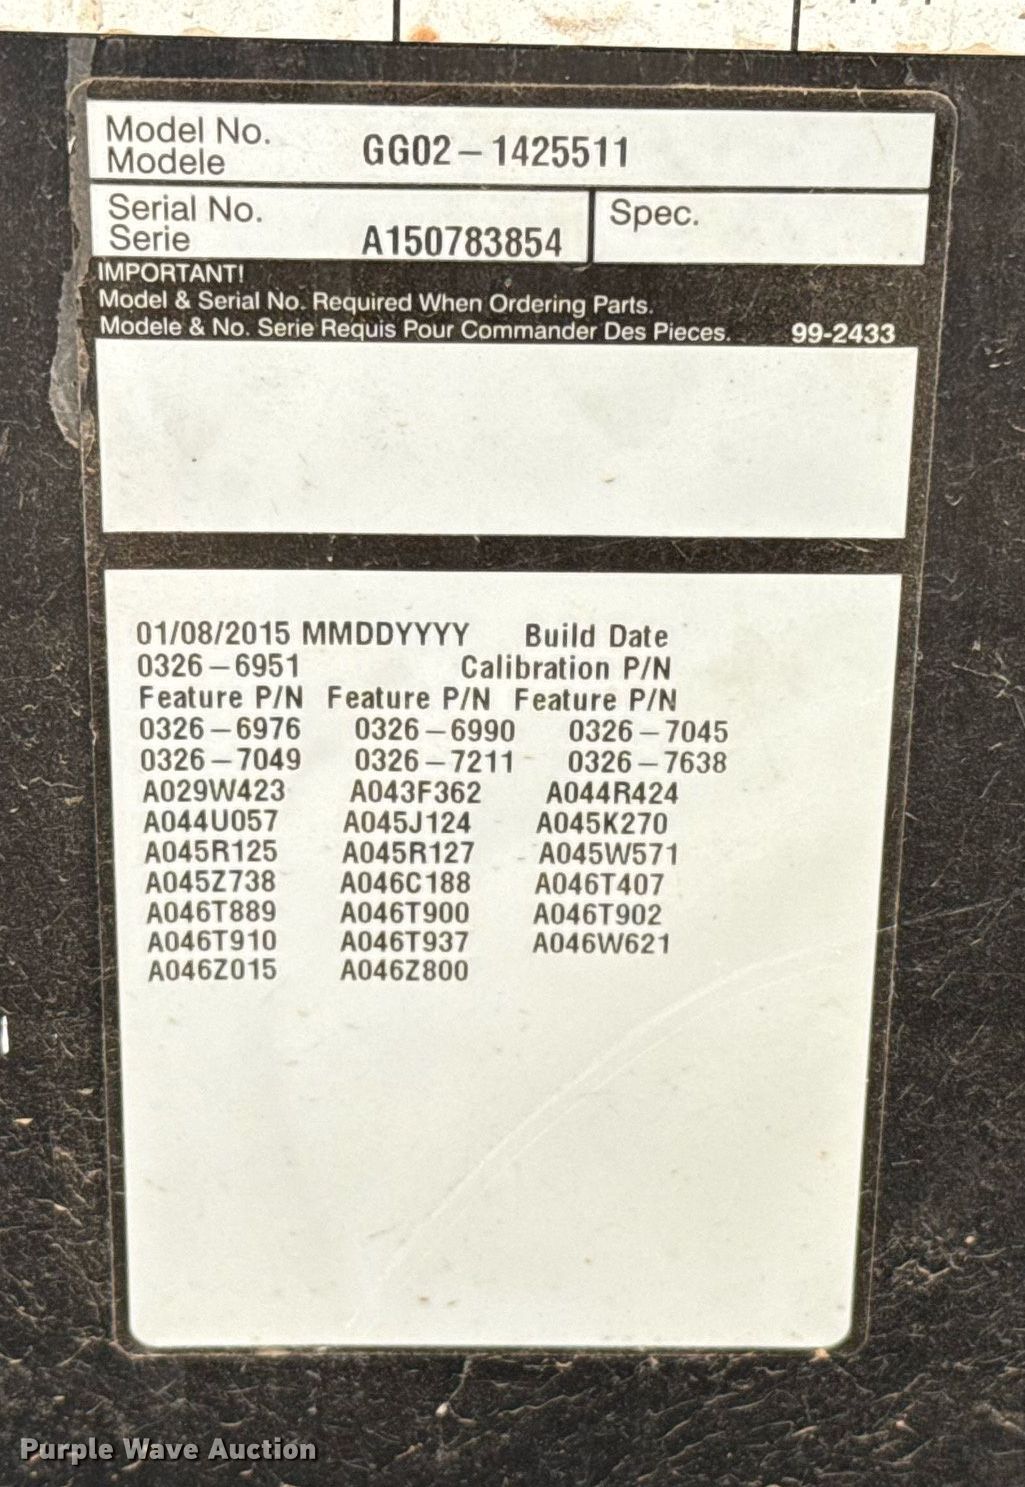 Model No.
Modele
GG02-1425511
Serial No.
Serie
A150783854
Spec.
IMPORTANT!
Model & Serial No. Required When Ordering Parts.
Modele & No. Serie Requis Pour Commander Des Pieces. 99-2433
01/08/2015 MMDDYYYY Build Date
0326-6951 Calibration P/N
Feature P/N Feature P/N Feature P/N
0326-6976 0326-6990 0326-7045
0326-7049 0326-7211 0326-7638
A029W423 A043F362 A044R424
A044U057 A045J124 A045K270
A045R125 A045R127 A045W571
A045Z738 A046C188 A046T407
A046T889 A046T900 A046T902
A046T910 A046T937 A046W621
A046Z015 A046Z800
Purple Wave Auction